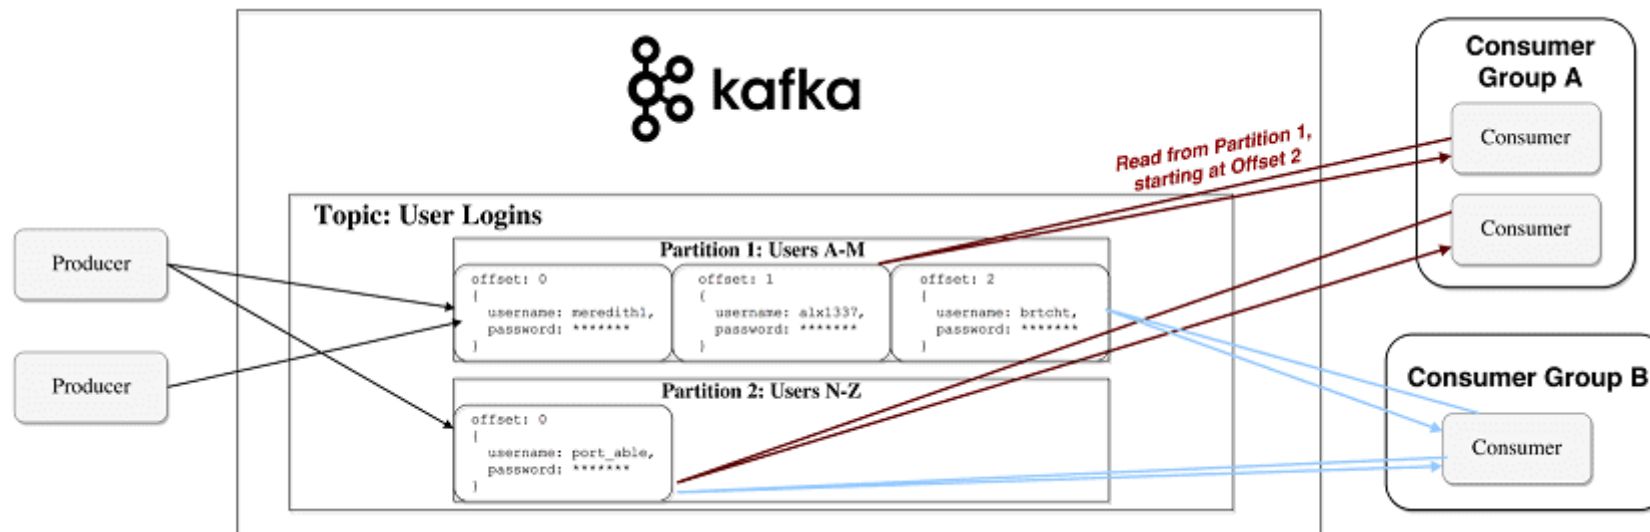 kafka
Consumer
Group A
Consumer
Consumer
Read from Partition 1,
starting at Offset 2
Topic: User Logins
Producer
Producer
Partition 1: Users A-M
offset: 0
{
username: meredith1,
password: *******
}
offset: 1
{
username: alx1337,
password: *******
}
offset: 2
{
username: brtcht,
password: *******
}
Partition 2: Users N-Z
offset: 0
{
username: port_able,
password: *******
}
Consumer Group B
Consumer